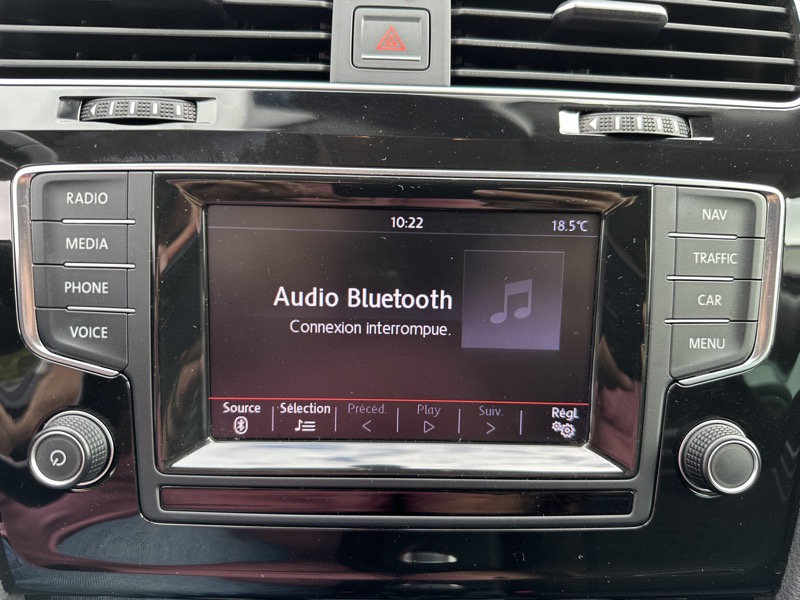 RADIO
MEDIA
PHONE
VOICE
10:22
18.5°C
Audio Bluetooth
Connexion interrompue.
Source Sélection Précéd. Play Suiv. Régl.
NAV
TRAFFIC
CAR
MENU